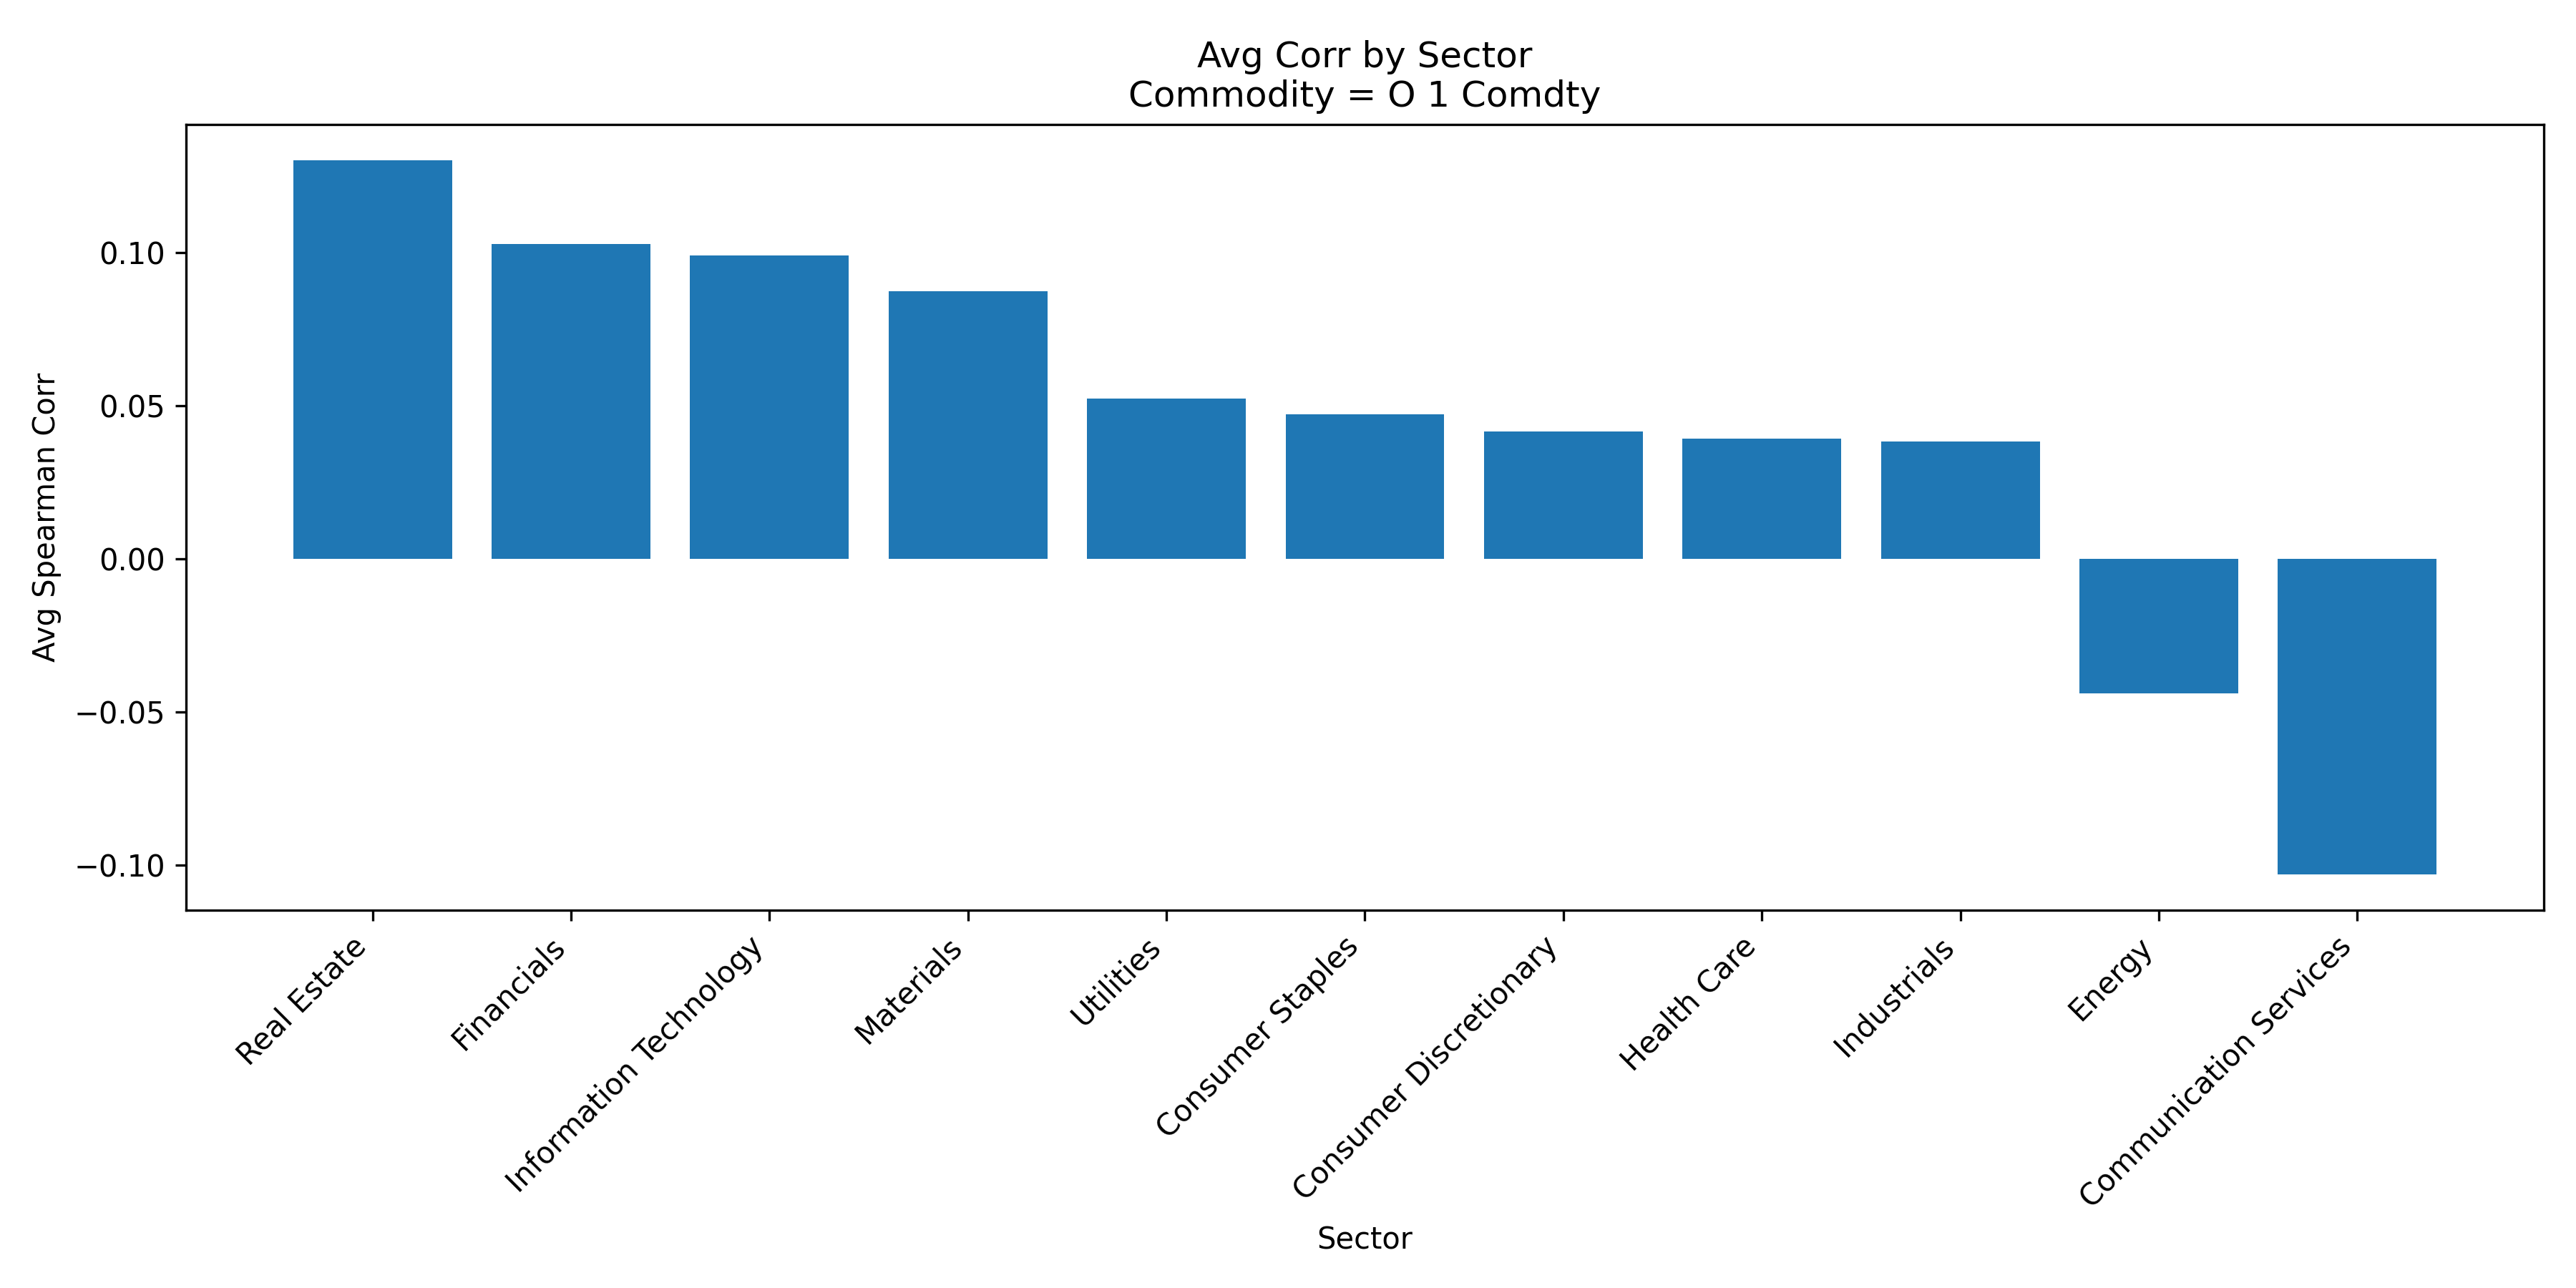 Avg Corr by Sector
Commodity = O 1 Comdty
Avg Spearman Corr
0.10
0.05
0.00
−0.05
−0.10
Real Estate
Financials
Information Technology
Materials
Utilities
Consumer Staples
Consumer Discretionary
Health Care
Industrials
Energy
Communication Services
Sector